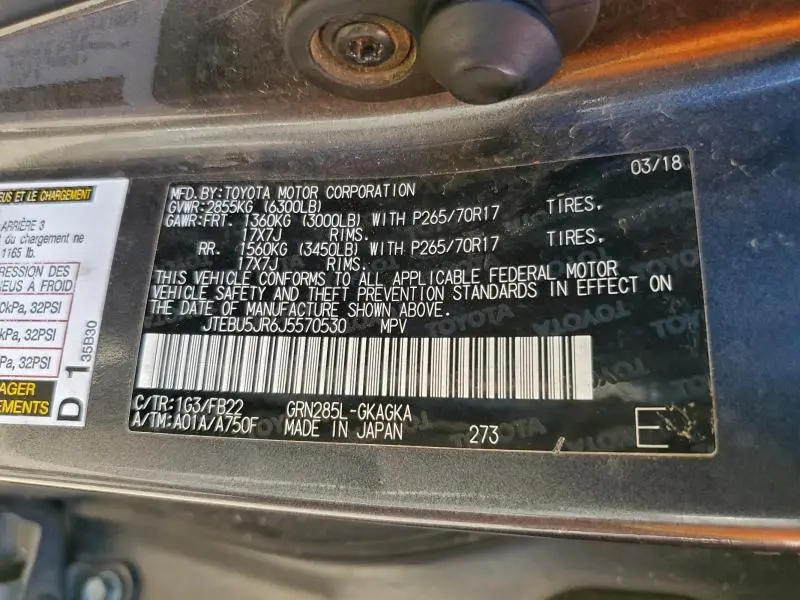 EUS ET LE CHARGEMENT
ARRIÈRE 3
du chargement ne
1165 lb.
RESSION DES
NEUS À FROID
kPa, 32PSI
kPa, 32PSI
Pa, 32PSI
AGER
EMENTS
D 1 35B30
03/18
MFD. BY: TOYOTA MOTOR CORPORATION
GVWR: 2855KG (6300LB)
GAWR: FRT. 1360KG (3000LB) WITH P265/70R17 TIRES.
17X7J RIMS.
RR. 1560KG (3450LB) WITH P265/70R17 TIRES.
17X7J RIMS.
THIS VEHICLE CONFORMS TO ALL APPLICABLE FEDERAL MOTOR
VEHICLE SAFETY AND THEFT PREVENTION STANDARDS IN EFFECT ON
THE DATE OF MANUFACTURE SHOWN ABOVE.
JTEBU5JR6J5570530 MPV
C/TR: 1G3/FB22 GRN285L-GKAGKA
A/TM: A01A/A750F MADE IN JAPAN 273 E